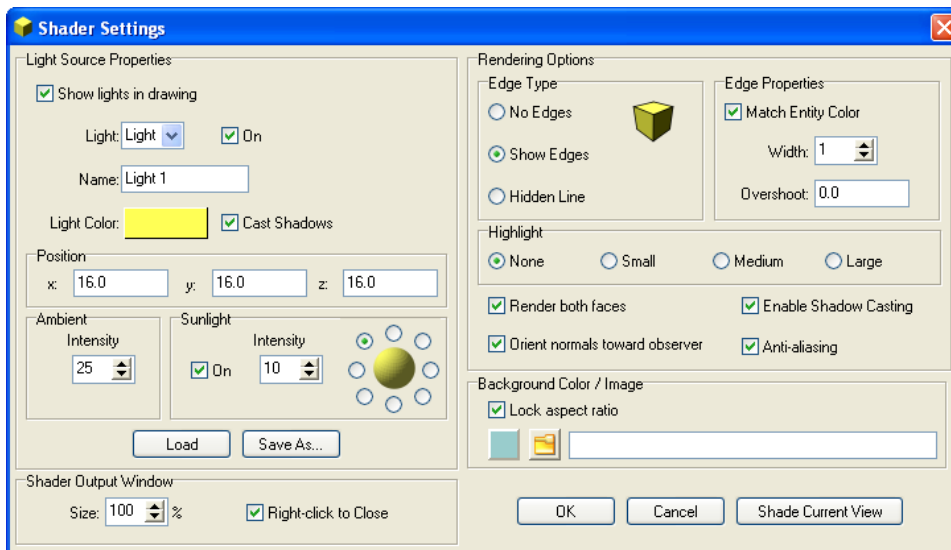 Shader Settings
Light Source Properties
Show lights in drawing
Light: Light On
Name: Light 1
Light Color: Cast Shadows
Position
x: 16.0 y: 16.0 z: 16.0
Ambient
Intensity
25
Sunlight
Intensity
On 10
Load Save As...
Shader Output Window
Size: 100 % Right-click to Close
Rendering Options
Edge Type
No Edges
Show Edges
Hidden Line
Edge Properties
Match Entity Color
Width: 1
Overshoot: 0.0
Highlight
None Small Medium Large
Render both faces Enable Shadow Casting
Orient normals toward observer Anti-aliasing
Background Color / Image
Lock aspect ratio
OK Cancel Shade Current View